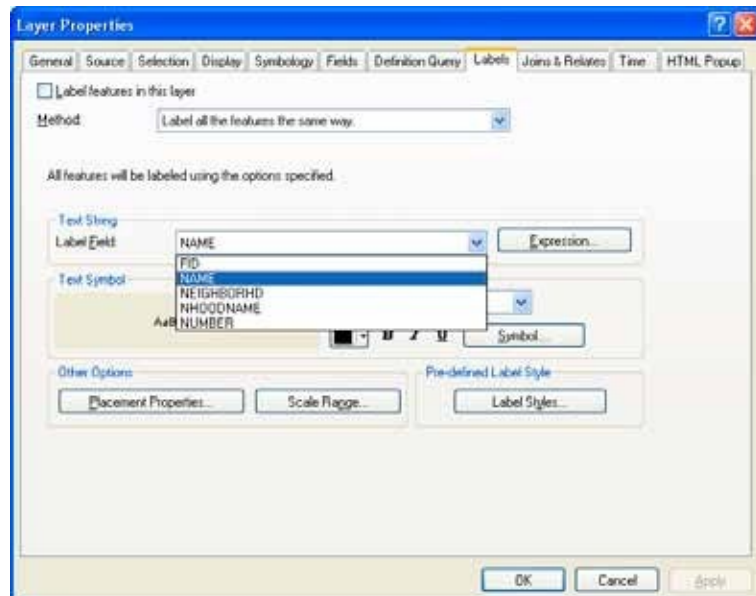 Layer Properties
General Source Selection Display Symbology Fields Definition Query Labels Joins & Relates Time HTML Popup
Label features in this layer
Method: Label all the features the same way.
All features will be labeled using the options specified.
Text String
Label Field: NAME Expression...
FID
Text Symbol NAME
NEIGHBORHD
NHOODNAME
AaB NUMBER
B I U Symbol...
Other Options Pre-defined Label Style
Placement Properties... Scale Range... Label Styles...
OK Cancel Apply